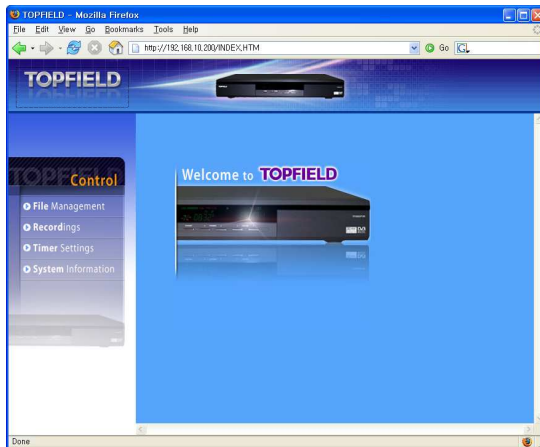 TOPFIELD - Mozilla Firefox
File Edit View Go Bookmarks Tools Help
http://192.168.10.200/INDEX.HTM
Go
TOPFIELD
TOPFIELD
Control
File Management
Recordings
Timer Settings
System Information
Welcome to TOPFIELD
Done